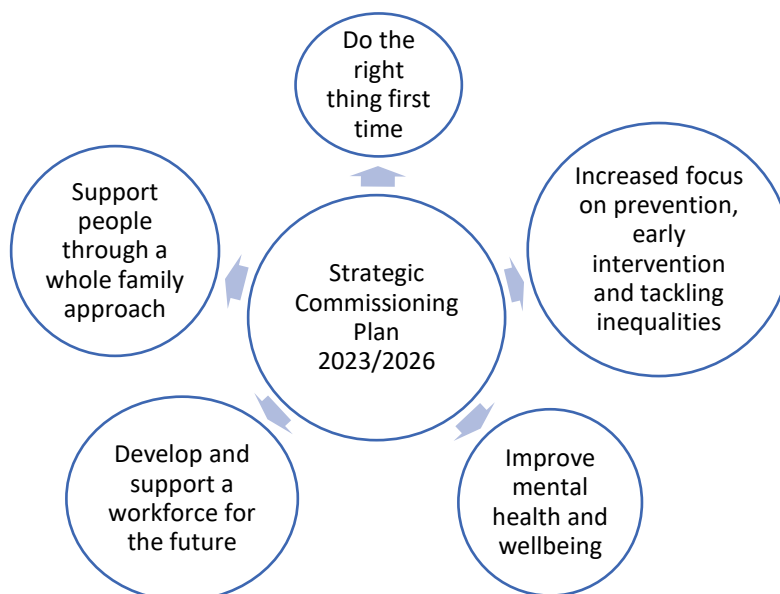 Do the
right
thing first
time
Support
people
through a
whole family
approach
Increased focus
on prevention,
early
intervention
and tackling
inequalities
Strategic
Commissioning
Plan
2023/2026
Develop and
support a
workforce for
the future
Improve
mental
health and
wellbeing